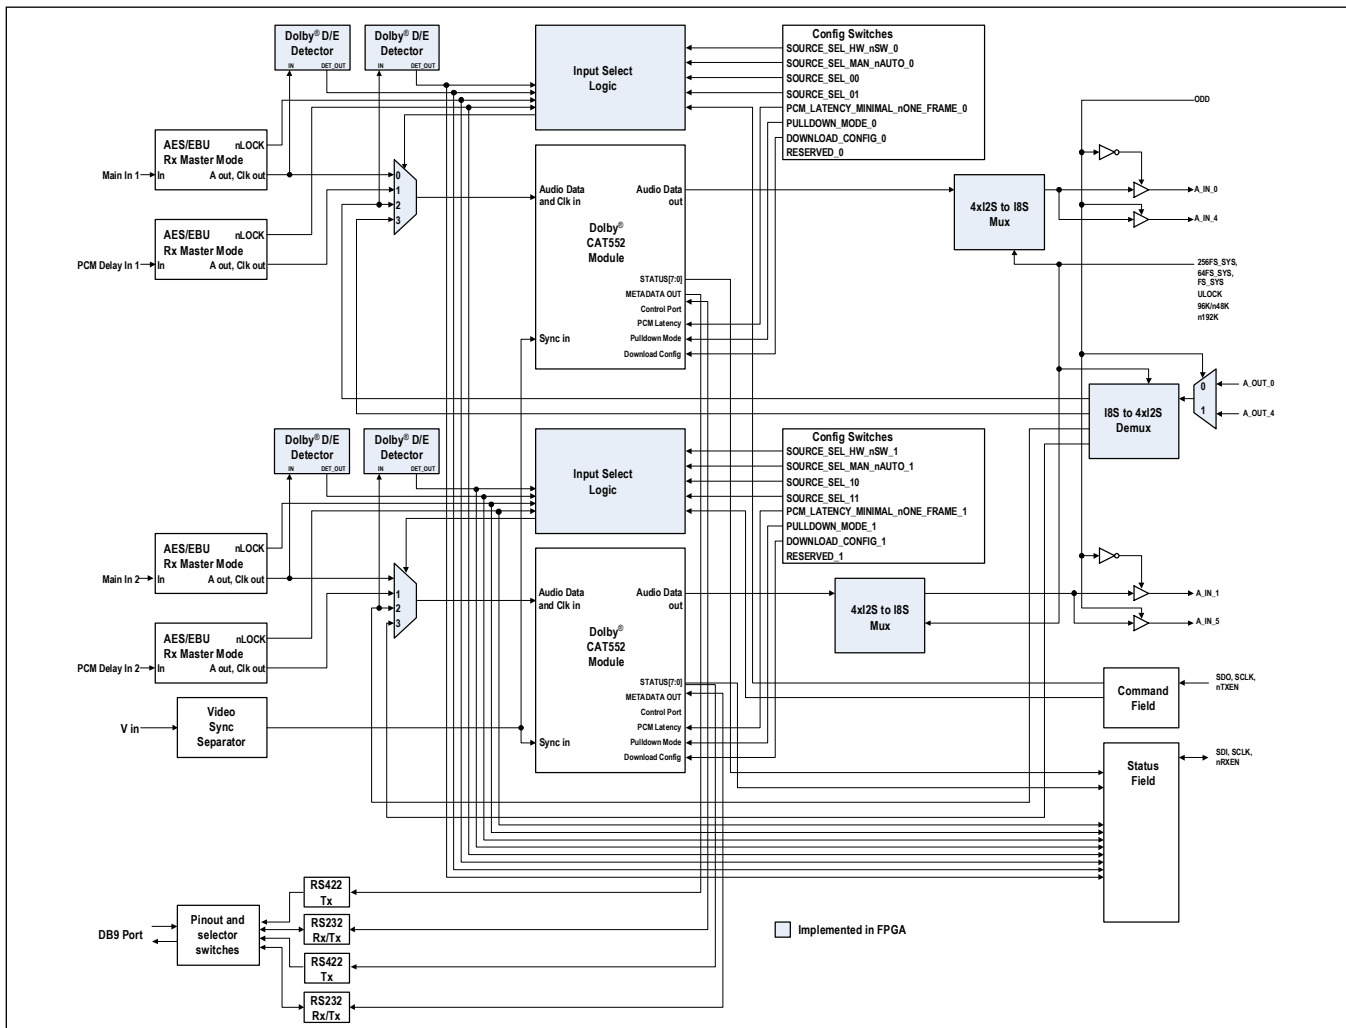 Dolby® D/E
Detector
IN
DET_OUT
Dolby® D/E
Detector
IN
DET_OUT
Input Select
Logic
Config Switches
SOURCE_SEL_HW_nSW_0
SOURCE_SEL_MAN_nAUTO_0
SOURCE_SEL_00
SOURCE_SEL_01
PCM_LATENCY_MINIMAL_nONE_FRAME_0
PULLDOWN_MODE_0
DOWNLOAD_CONFIG_0
RESERVED_0
ODD
Main In 1
AES/EBU
nLOCK
Rx Master Mode
In
A out, Clk out
PCM Delay In 1
AES/EBU
nLOCK
Rx Master Mode
In
A out, Clk out
0
1
2
3
Audio Data
and Clk in
Audio Data
out
Dolby®
CAT552
Module
STATUS[7:0]
METADATA OUT
Control Port
PCM Latency
Pulldown Mode
Download Config
Sync in
4xI2S to I8S
Mux
A_IN_0
A_IN_4
256FS_SYS,
64FS_SYS,
FS_SYS
ULOCK
96K/n48K
n192K
0
1
A_OUT_0
A_OUT_4
I8S to 4xI2S
Demux
Dolby® D/E
Detector
IN
DET_OUT
Dolby® D/E
Detector
IN
DET_OUT
Input Select
Logic
Config Switches
SOURCE_SEL_HW_nSW_1
SOURCE_SEL_MAN_nAUTO_1
SOURCE_SEL_10
SOURCE_SEL_11
PCM_LATENCY_MINIMAL_nONE_FRAME_1
PULLDOWN_MODE_1
DOWNLOAD_CONFIG_1
RESERVED_1
Main In 2
AES/EBU
nLOCK
Rx Master Mode
In
A out, Clk out
PCM Delay In 2
AES/EBU
nLOCK
Rx Master Mode
In
A out, Clk out
1
2
3
Audio Data
and Clk in
Audio Data
out
Dolby®
CAT552
Module
STATUS[7:0]
METADATA OUT
Control Port
PCM Latency
Pulldown Mode
Download Config
Sync in
4xI2S to I8S
Mux
A_IN_1
A_IN_5
V in
Video
Sync
Separator
Command
Field
SDO, SCLK,
nTXEN
Status
Field
SDI, SCLK,
nRXEN
DB9 Port
Pinout and
selector
switches
RS422
Tx
RS232
Rx/Tx
RS422
Tx
RS232
Rx/Tx
Implemented in FPGA